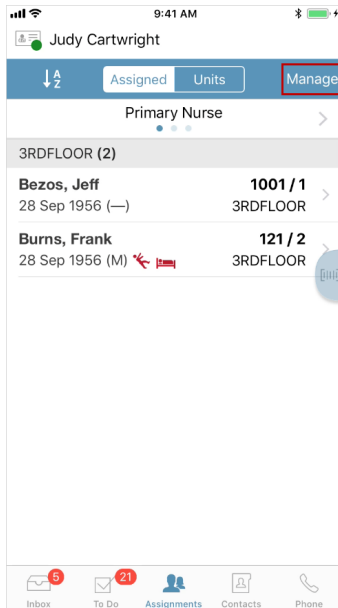 9:41 AM
Judy Cartwright
A
Z
Assigned Units Manage
Primary Nurse
3RDFLOOR (2)
Bezos, Jeff 1001 / 1
28 Sep 1956 (—) 3RDFLOOR
Burns, Frank 121 / 2
28 Sep 1956 (M) 3RDFLOOR
5 21
Inbox To Do Assignments Contacts Phone